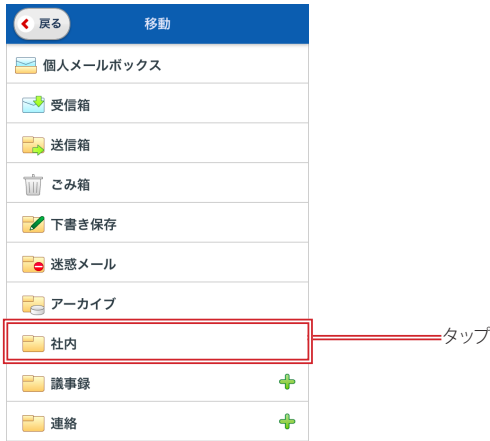 戻る
移動
個人メールボックス
受信箱
送信箱
ごみ箱
下書き保存
迷惑メール
アーカイブ
社内
タップ
議事録
連絡